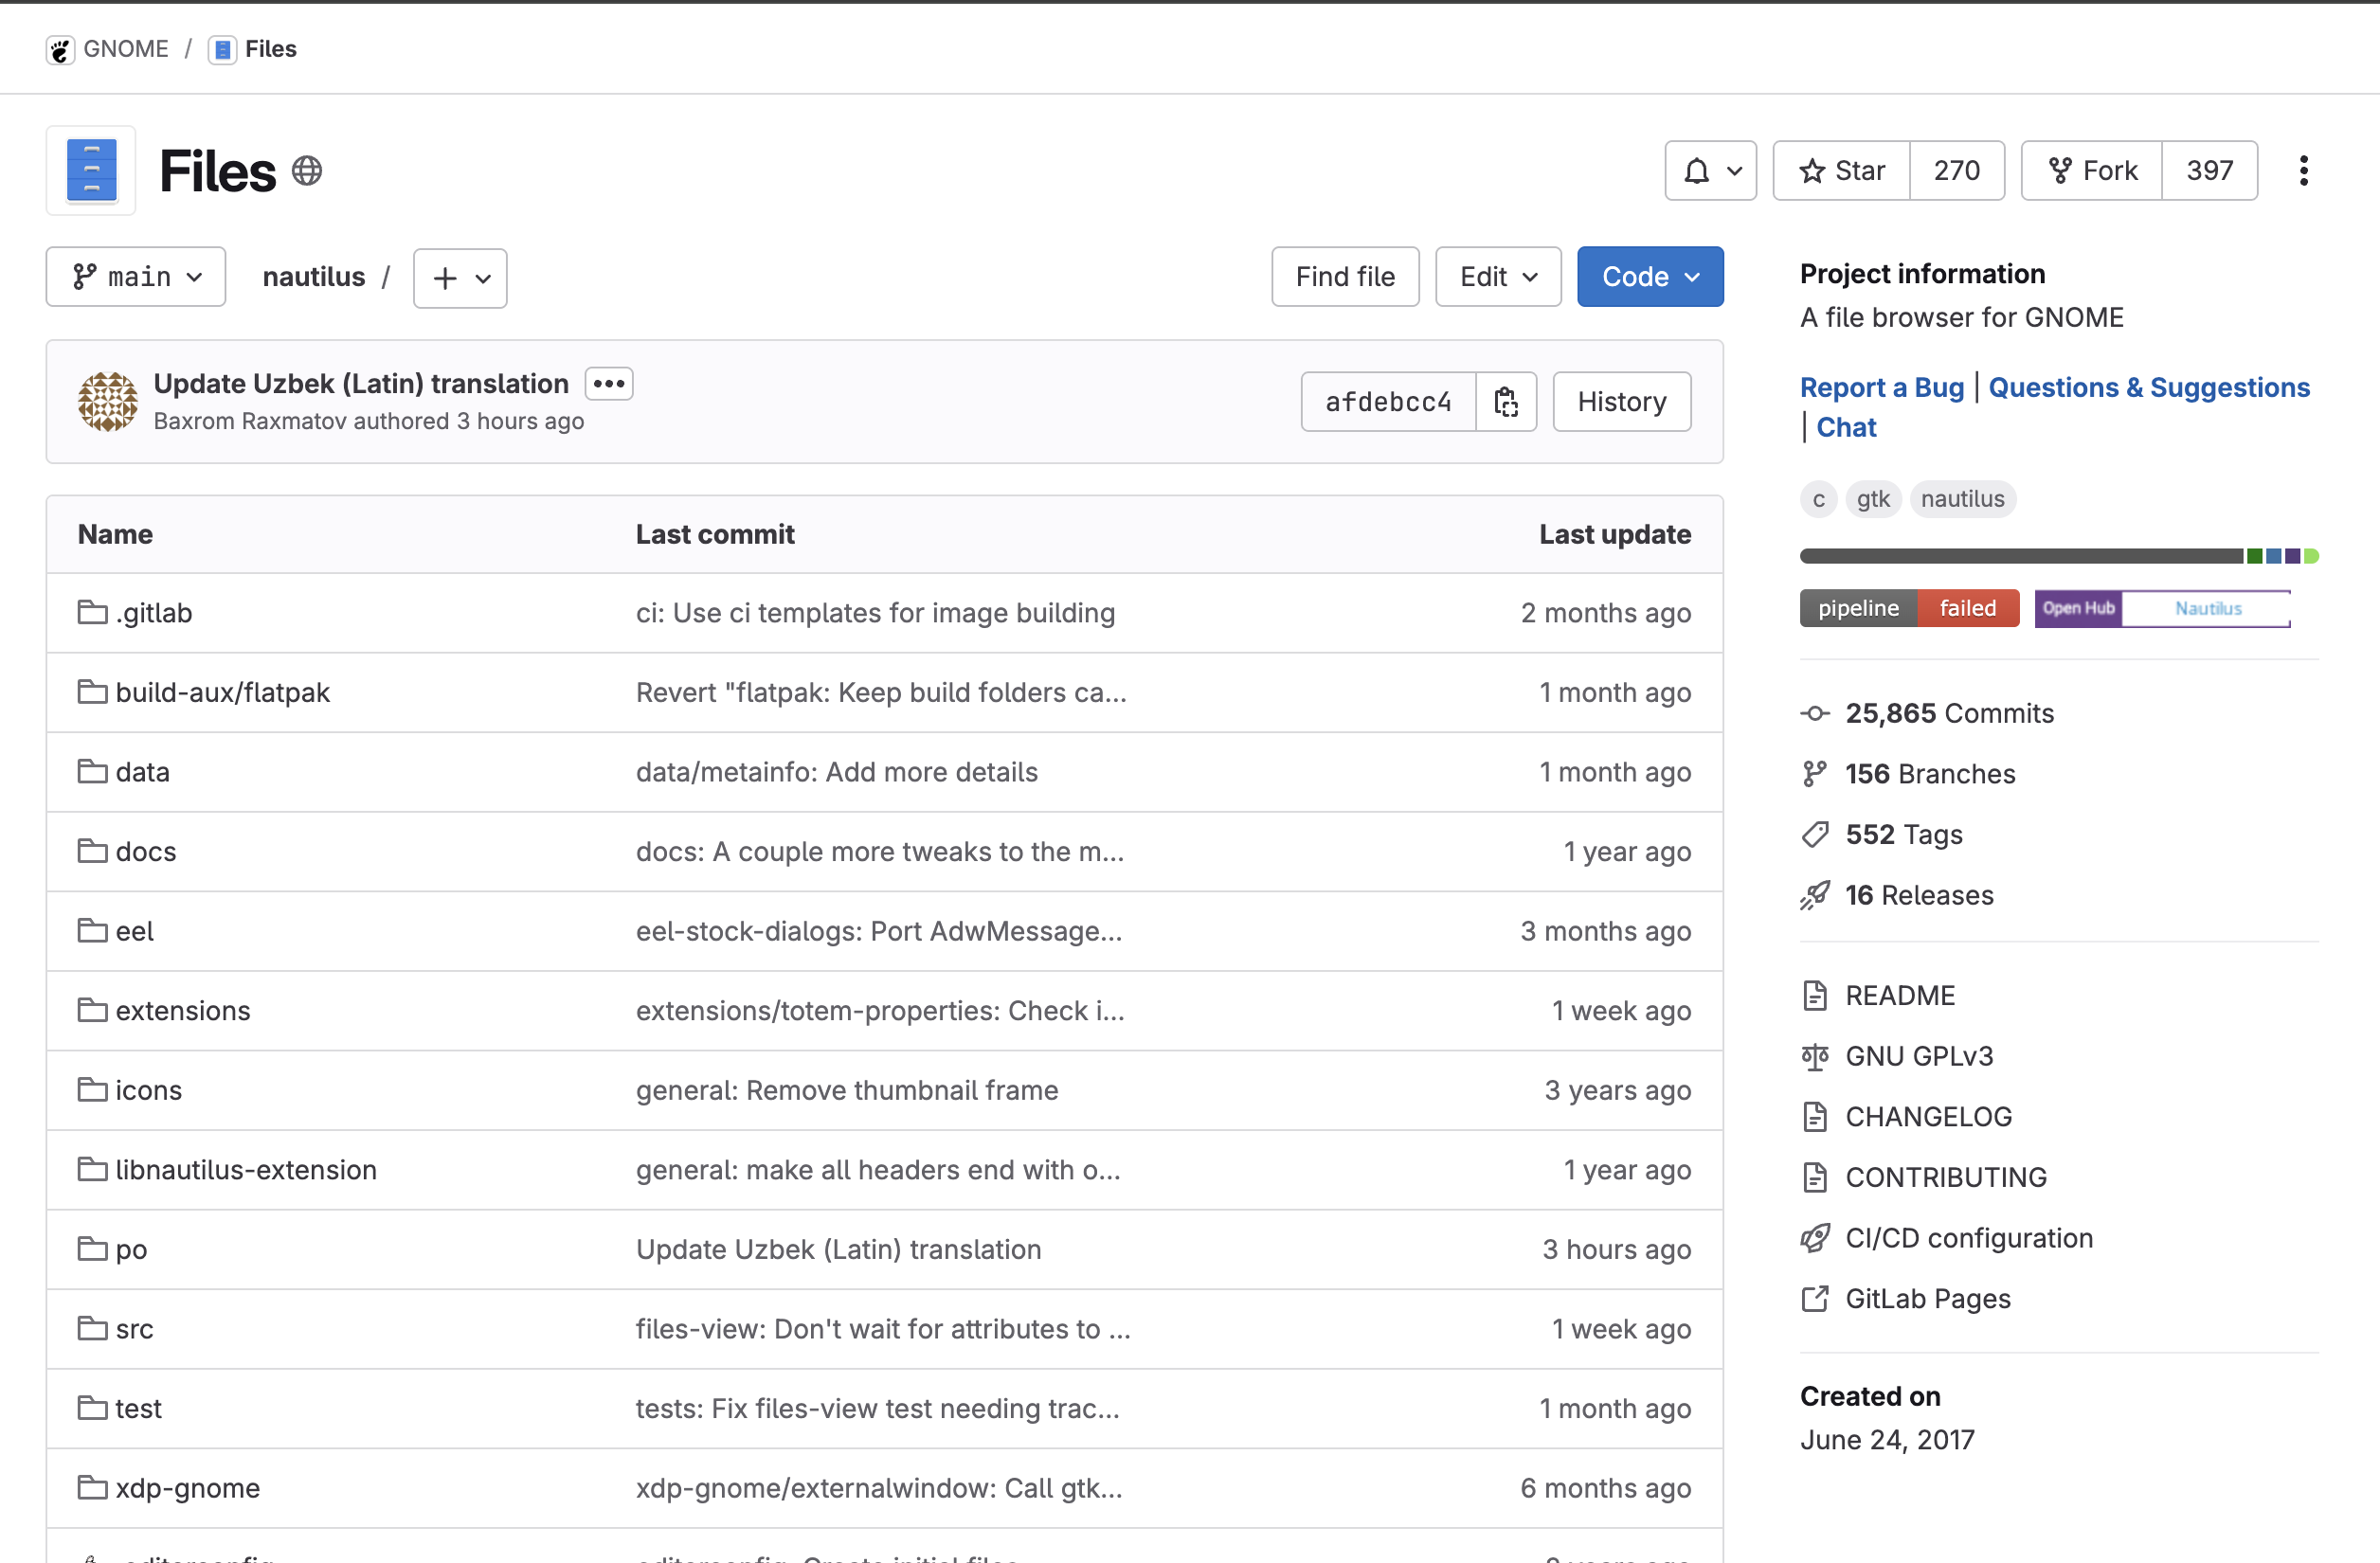 GNOME / Files
Files
Star 270 Fork 397
main nautilus / + Find file Edit Code
Update Uzbek (Latin) translation •••
Baxrom Raxmatov authored 3 hours ago
afdebcc4 History
Name Last commit Last update
.gitlab ci: Use ci templates for image building 2 months ago
build-aux/flatpak Revert "flatpak: Keep build folders ca... 1 month ago
data data/metainfo: Add more details 1 month ago
docs docs: A couple more tweaks to the m... 1 year ago
eel eel-stock-dialogs: Port AdwMessage... 3 months ago
extensions extensions/totem-properties: Check i... 1 week ago
icons general: Remove thumbnail frame 3 years ago
libnautilus-extension general: make all headers end with o... 1 year ago
po Update Uzbek (Latin) translation 3 hours ago
src files-view: Don't wait for attributes to ... 1 week ago
test tests: Fix files-view test needing trac... 1 month ago
xdp-gnome xdp-gnome/externalwindow: Call gtk... 6 months ago
Project information
A file browser for GNOME
Report a Bug | Questions & Suggestions
| Chat
c gtk nautilus
pipeline failed Open Hub Nautilus
25,865 Commits
156 Branches
552 Tags
16 Releases
README
GNU GPLv3
CHANGELOG
CONTRIBUTING
CI/CD configuration
GitLab Pages
Created on
June 24, 2017